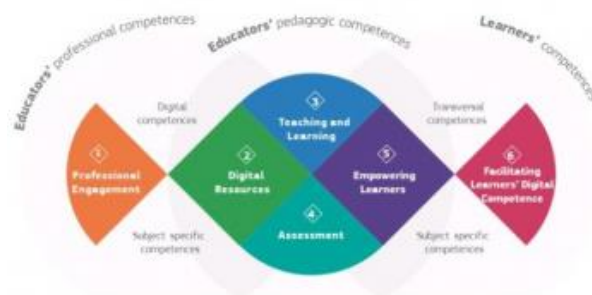 Educators' professional competences
Educators' pedagogic competences
Learners' competences
Digital
competences
Transversal
competences
1
Professional
Engagement
2
Digital
Resources
3
Teaching and
Learning
4
Assessment
5
Empowering
Learners
6
Facilitating
Learners' Digital
Competence
Subject specific
competences
Subject specific
competences